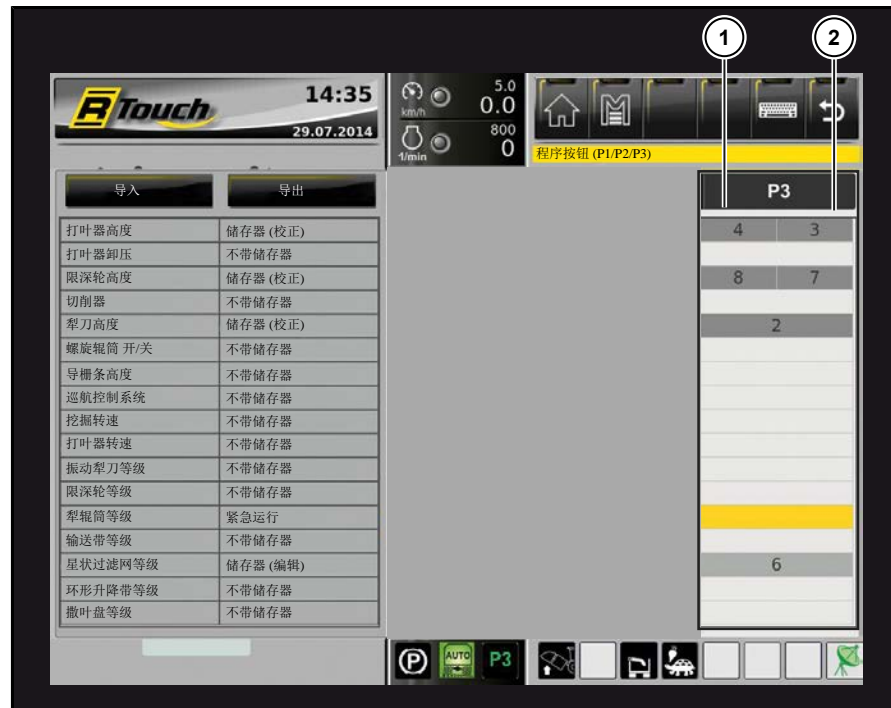 1 2
R Touch 14:35
29.07.2014
km/h 5.0
0.0
1/min 800
0
程序按钮 (P1/P2/P3)
导入 导出
P3
打叶器高度 储存器 (校正) 4 3
打叶器卸压 不带储存器
限深轮高度 储存器 (校正) 8 7
切削器 不带储存器
犁刀高度 储存器 (校正) 2
螺旋辊筒 开/关 不带储存器
导栅条高度 不带储存器
巡航控制系统 不带储存器
挖掘转速 不带储存器
打叶器转速 不带储存器
振动犁刀等级 不带储存器
限深轮等级 不带储存器
犁辊筒等级 紧急运行
输送带等级 不带储存器
星状过滤网等级 储存器 (编辑) 6
环形升降带等级 不带储存器
撒叶盘等级 不带储存器
P AUTO P3